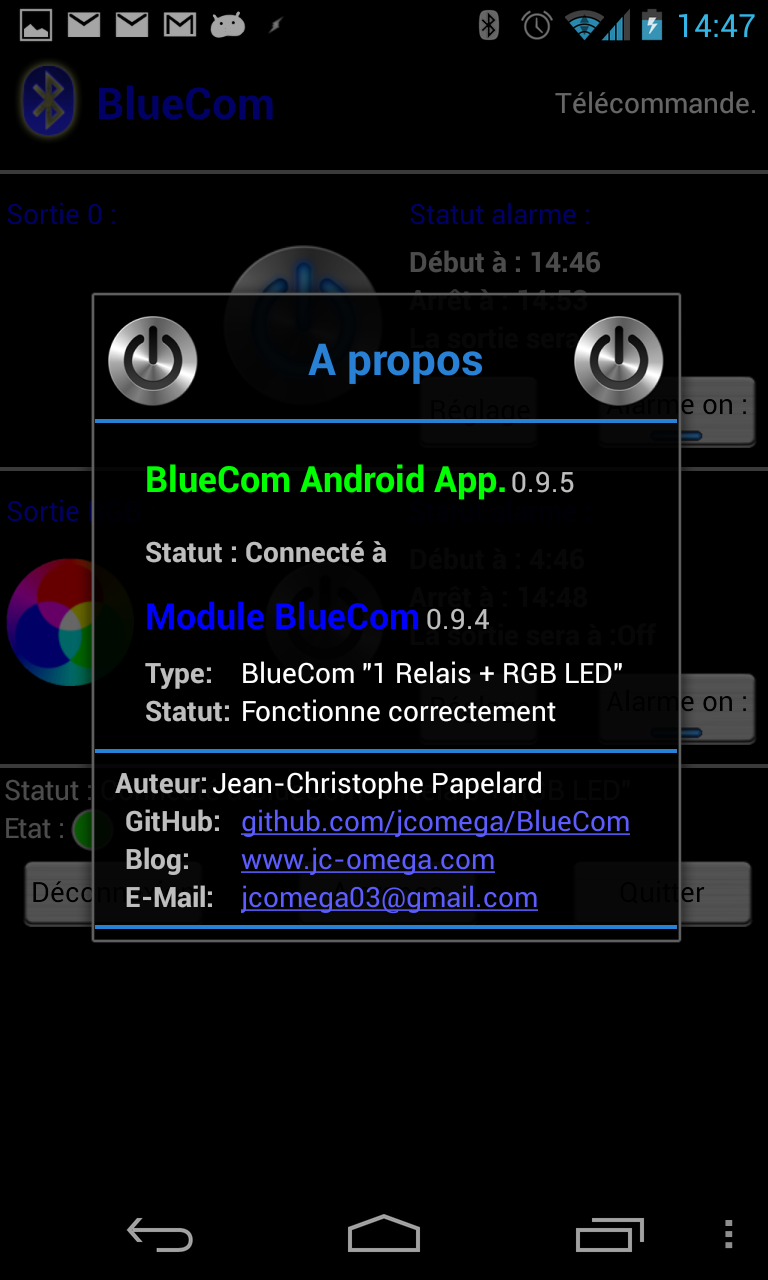 14:47
BlueCom
Télécommande.
Sortie 0 :
Statut alarme :
Début à : 14:46
Arrêt à : 14:53
La sortie sera
Réglage
Alarme on :
A propos
BlueCom Android App. 0.9.5
Statut : Connecté à
Module BlueCom 0.9.4
Type: BlueCom "1 Relais + RGB LED"
Statut: Fonctionne correctement
Sortie
Début à : 4:46
Arrêt à : 14:48
La sortie sera à :Off
Alarme on :
Auteur: Jean-Christophe Papelard
GitHub: github.com/jcomega/BlueCom
Blog: www.jc-omega.com
E-Mail: jcomega03@gmail.com
Statut :
Etat :
Quitter